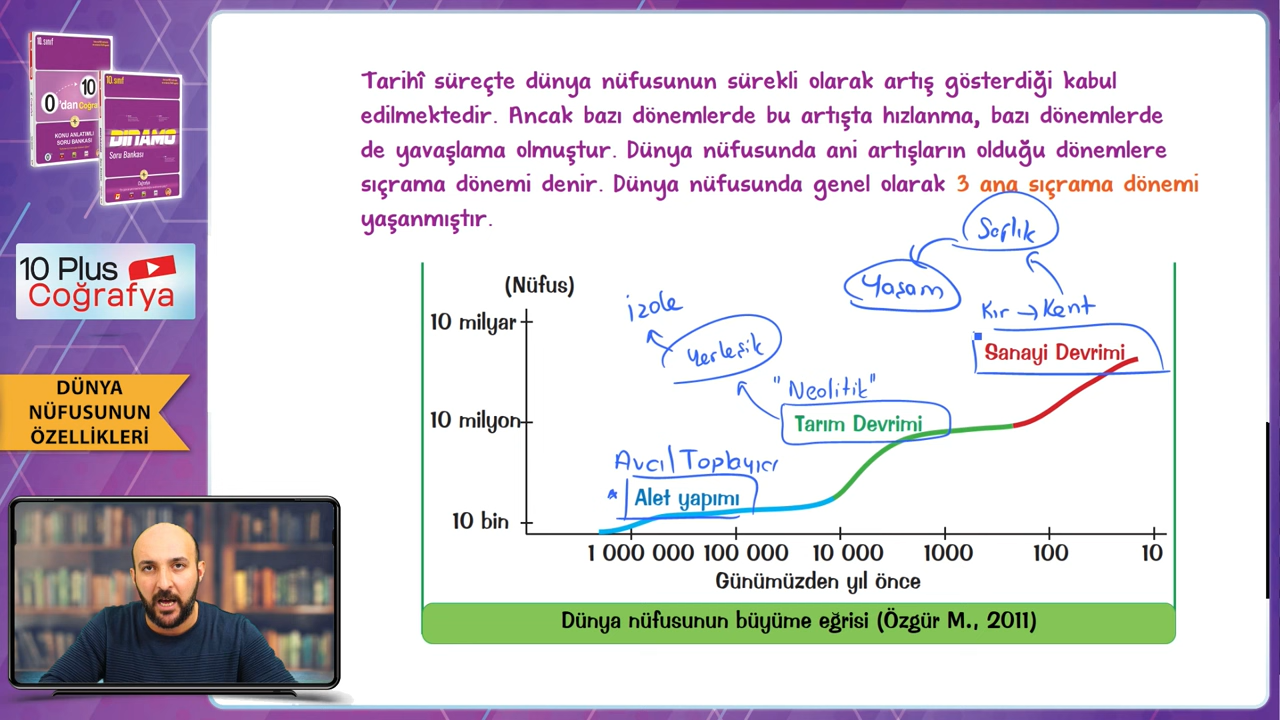 10. sınıf
0'dan 10
Coğrafya
KONU ANLATIMLI
SORU BANKASI
10. sınıf
DİNAMO
Soru Bankası
10 Plus
Coğrafya
DÜNYA
NÜFUSUNUN
ÖZELLİKLERİ
Tarihî süreçte dünya nüfusunun sürekli olarak artış gösterdiği kabul
edilmektedir. Ancak bazı dönemlerde bu artışta hızlanma, bazı dönemlerde
de yavaşlama olmuştur. Dünya nüfusunda ani artışların olduğu dönemlere
sıçrama dönemi denir. Dünya nüfusunda genel olarak 3 ana sıçrama dönemi
yaşanmıştır.
Sağlık
Yaşam
(Nüfus)
izole
Kır → Kent
10 milyar
Yerleşik
Sanayi Devrimi
"Neolitik"
10 milyon
Tarım Devrimi
Avcı / Toplayıcı
* Alet yapımı
10 bin
1 000 000 100 000 10 000 1000 100 10
Günümüzden yıl önce
Dünya nüfusunun büyüme eğrisi (Özgür M., 2011)